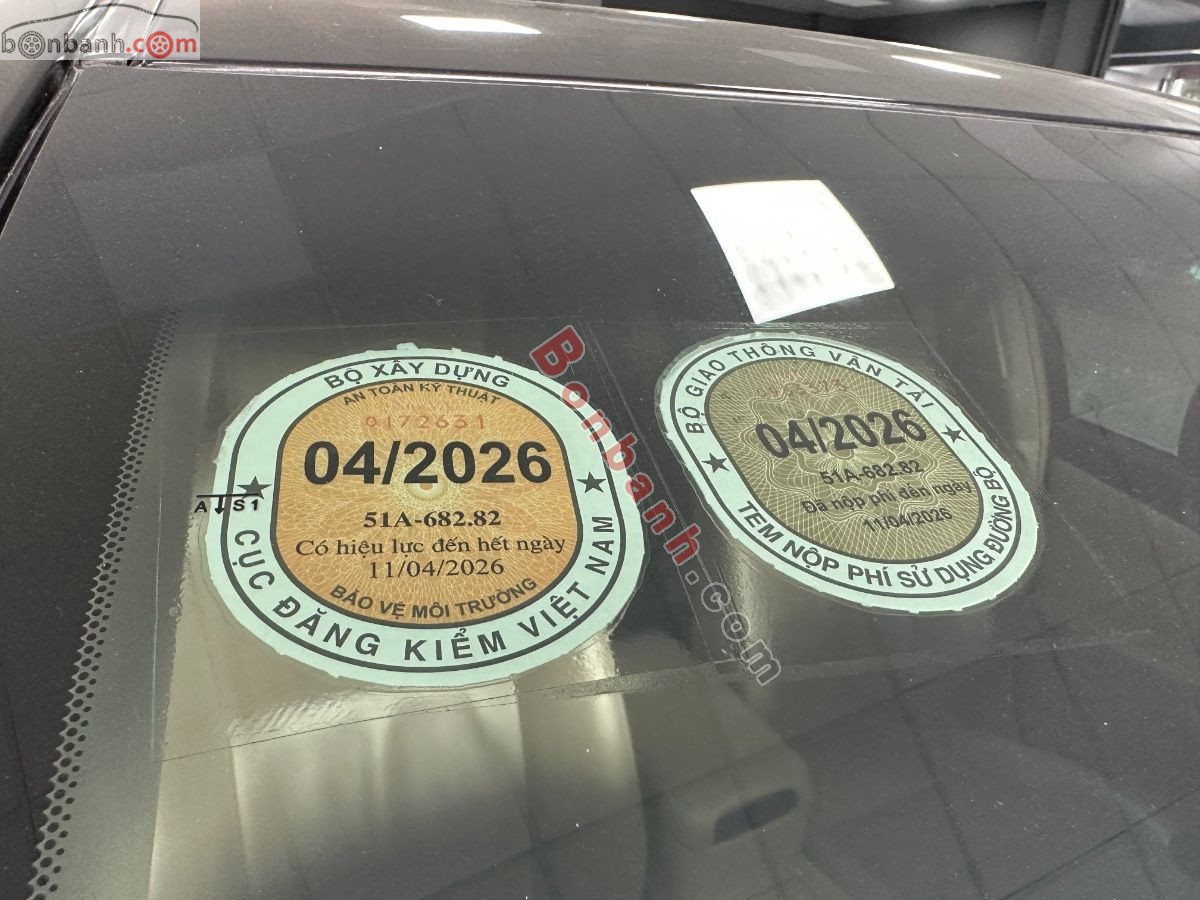 bonbanh.com
BỘ XÂY DỰNG
AN TOÀN KỸ THUẬT
0172631
04/2026
51A-682.82
Có hiệu lực đến hết ngày
11/04/2026
BẢO VỆ MÔI TRƯỜNG
CỤC ĐĂNG KIỂM VIỆT NAM
A S1
BỘ GIAO THÔNG VẬN TẢI
04/2026
51A-682.82
Đã nộp phí đến ngày
11/04/2026
TEM NỘP PHÍ SỬ DỤNG ĐƯỜNG BỘ
Bonbanh.com